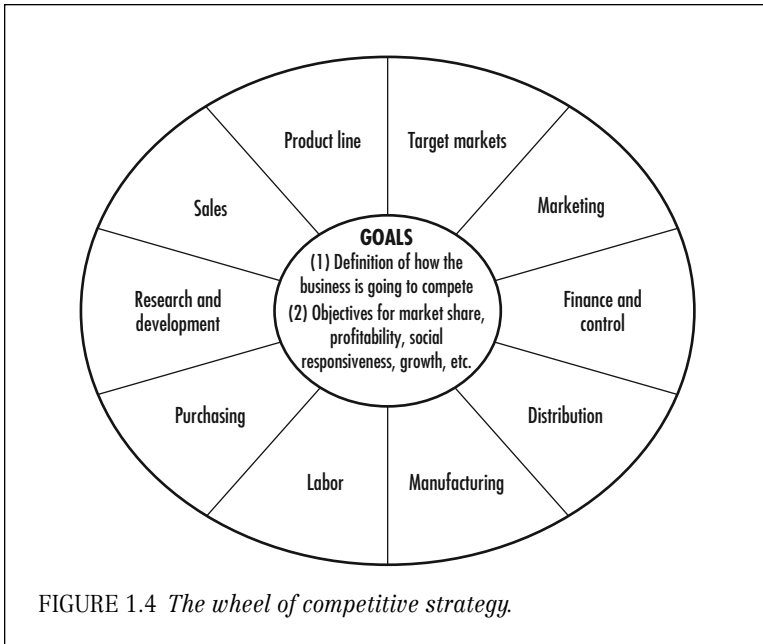 Product line
Target markets
Sales
Marketing
GOALS
(1) Definition of how the
business is going to compete
(2) Objectives for market share,
profitability, social
responsiveness, growth, etc.
Research and
development
Finance and
control
Purchasing
Distribution
Labor
Manufacturing
FIGURE 1.4 The wheel of competitive strategy.